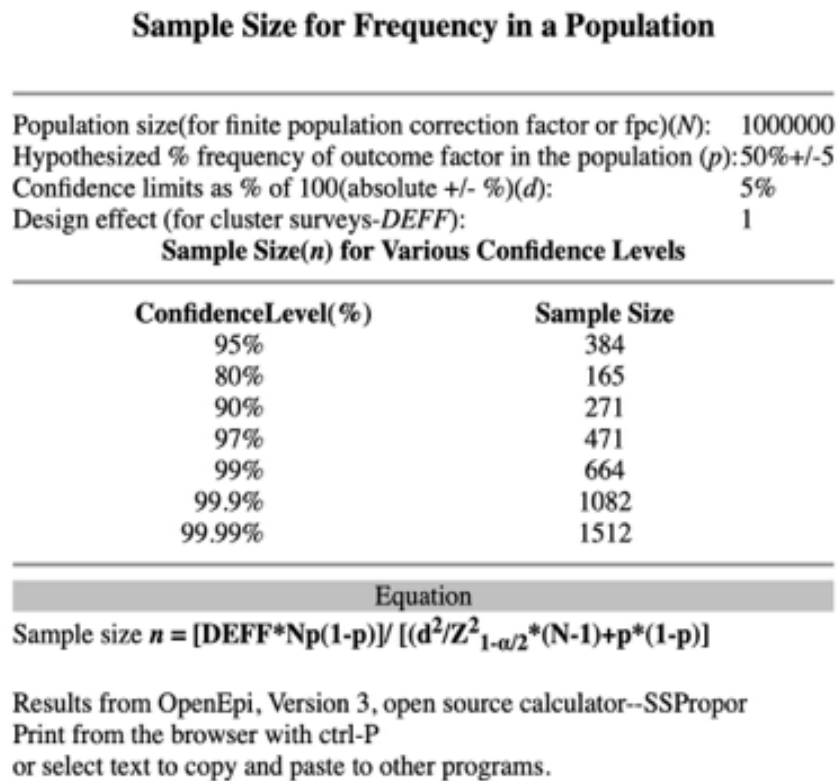 Sample Size for Frequency in a Population
Population size(for finite population correction factor or fpc)(N): 1000000
Hypothesized % frequency of outcome factor in the population (p):50%+/-5
Confidence limits as % of 100(absolute +/- %)(d): 5%
Design effect (for cluster surveys-DEFF): 1
Sample Size(n) for Various Confidence Levels
ConfidenceLevel(%) Sample Size
95% 384
80% 165
90% 271
97% 471
99% 664
99.9% 1082
99.99% 1512
Equation
Sample size n = [DEFF*Np(1-p)]/ [(d²/Z²₁₋α/₂*(N-1)+p*(1-p)]
Results from OpenEpi, Version 3, open source calculator--SSPropor
Print from the browser with ctrl-P
or select text to copy and paste to other programs.